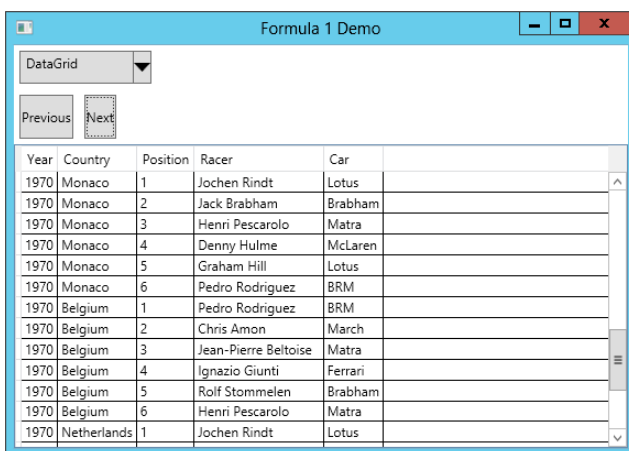 Formula 1 Demo
DataGrid
Previous Next
Year Country Position Racer Car
1970 Monaco 1 Jochen Rindt Lotus
1970 Monaco 2 Jack Brabham Brabham
1970 Monaco 3 Henri Pescarolo Matra
1970 Monaco 4 Denny Hulme McLaren
1970 Monaco 5 Graham Hill Lotus
1970 Monaco 6 Pedro Rodriguez BRM
1970 Belgium 1 Pedro Rodriguez BRM
1970 Belgium 2 Chris Amon March
1970 Belgium 3 Jean-Pierre Beltoise Matra
1970 Belgium 4 Ignazio Giunti Ferrari
1970 Belgium 5 Rolf Stommelen Brabham
1970 Belgium 6 Henri Pescarolo Matra
1970 Netherlands 1 Jochen Rindt Lotus